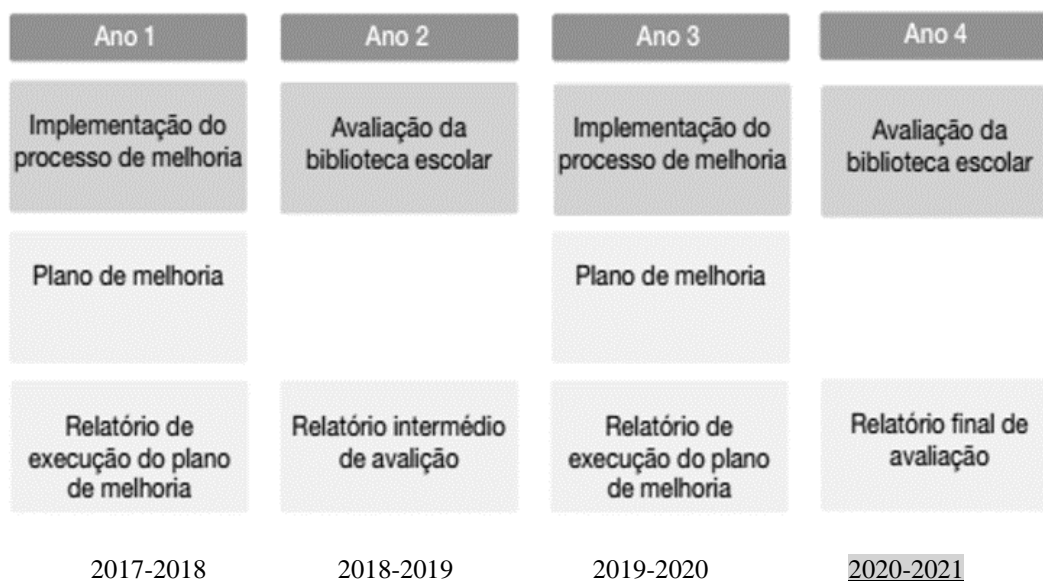 Ano 1
Ano 2
Ano 3
Ano 4
Implementação do
processo de melhoria
Avaliação da
biblioteca escolar
Implementação do
processo de melhoria
Avaliação da
biblioteca escolar
Plano de melhoria
Plano de melhoria
Relatório de
execução do plano
de melhoria
Relatório intermédio
de avalição
Relatório de
execução do plano
de melhoria
Relatório final de
avaliação
2017-2018
2018-2019
2019-2020
2020-2021